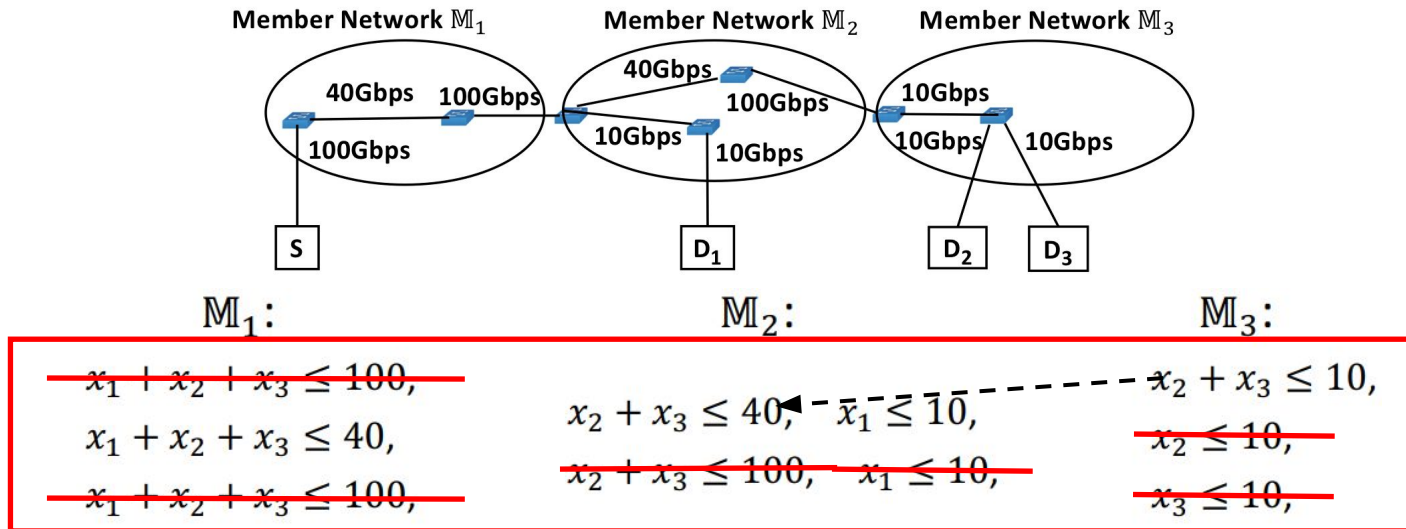 Member Network 𝕄₁ Member Network 𝕄₂ Member Network 𝕄₃
40Gbps 100Gbps 40Gbps 10Gbps
100Gbps
100Gbps 10Gbps 10Gbps 10Gbps 10Gbps
S D₁ D₂ D₃
𝕄₁: 𝕄₂: 𝕄₃:
x₁ + x₂ + x₃ ≤ 100,
x₁ + x₂ + x₃ ≤ 40,
x₁ + x₂ + x₃ ≤ 100,
x₂ + x₃ ≤ 40, x₁ ≤ 10,
x₂ + x₃ ≤ 100, x₁ ≤ 10,
x₂ + x₃ ≤ 10,
x₂ ≤ 10,
x₃ ≤ 10,